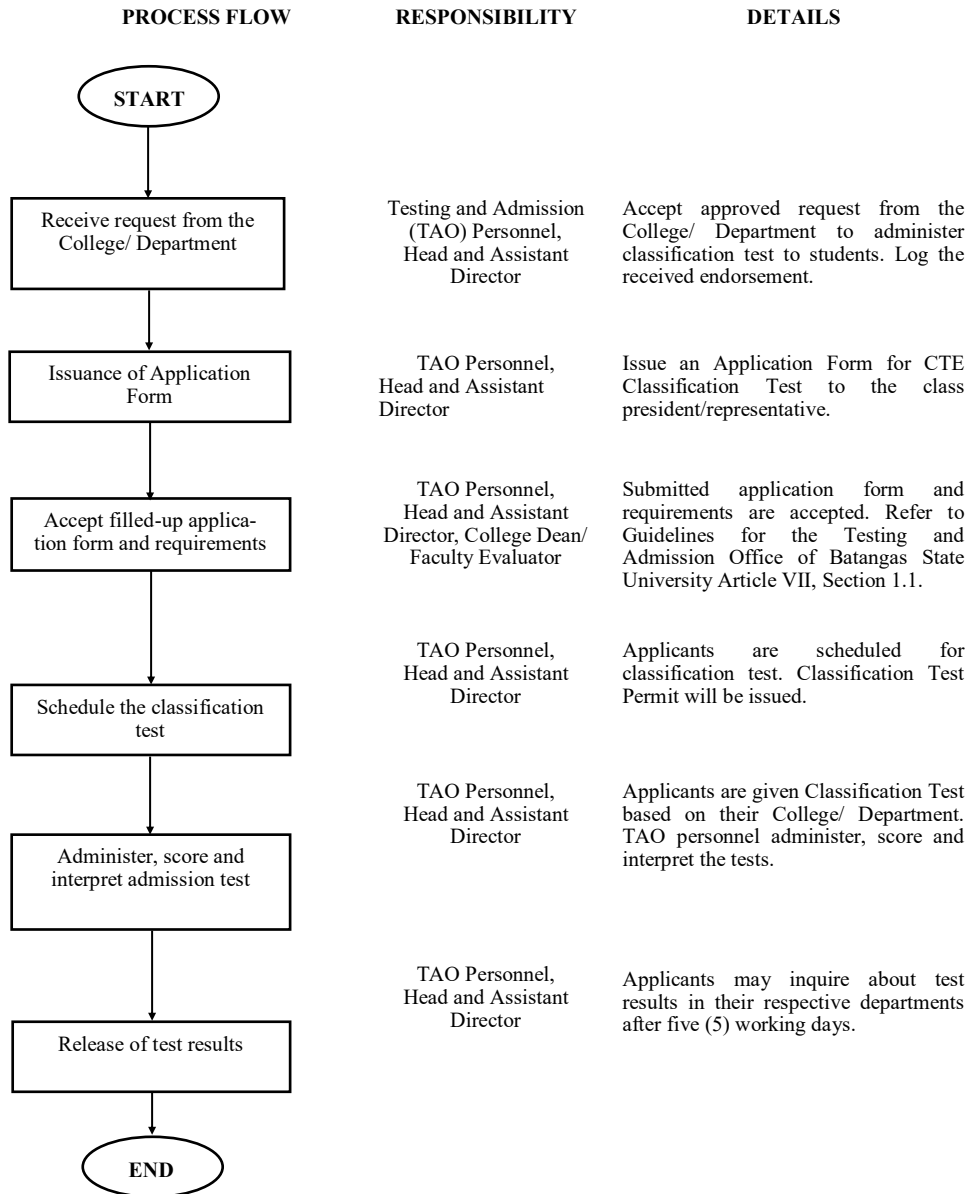 PROCESS FLOW RESPONSIBILITY DETAILS
START
Receive request from the
College/ Department
Testing and Admission
(TAO) Personnel,
Head and Assistant
Director
Accept approved request from the
College/ Department to administer
classification test to students. Log the
received endorsement.
Issuance of Application
Form
TAO Personnel,
Head and Assistant
Director
Issue an Application Form for CTE
Classification Test to the class
president/representative.
Accept filled-up applica-
tion form and requirements
TAO Personnel,
Head and Assistant
Director, College Dean/
Faculty Evaluator
Submitted application form and
requirements are accepted. Refer to
Guidelines for the Testing and
Admission Office of Batangas State
University Article VII, Section 1.1.
Schedule the classification
test
TAO Personnel,
Head and Assistant
Director
Applicants are scheduled for
classification test. Classification Test
Permit will be issued.
Administer, score and
interpret admission test
TAO Personnel,
Head and Assistant
Director
Applicants are given Classification Test
based on their College/ Department.
TAO personnel administer, score and
interpret the tests.
Release of test results
TAO Personnel,
Head and Assistant
Director
Applicants may inquire about test
results in their respective departments
after five (5) working days.
END